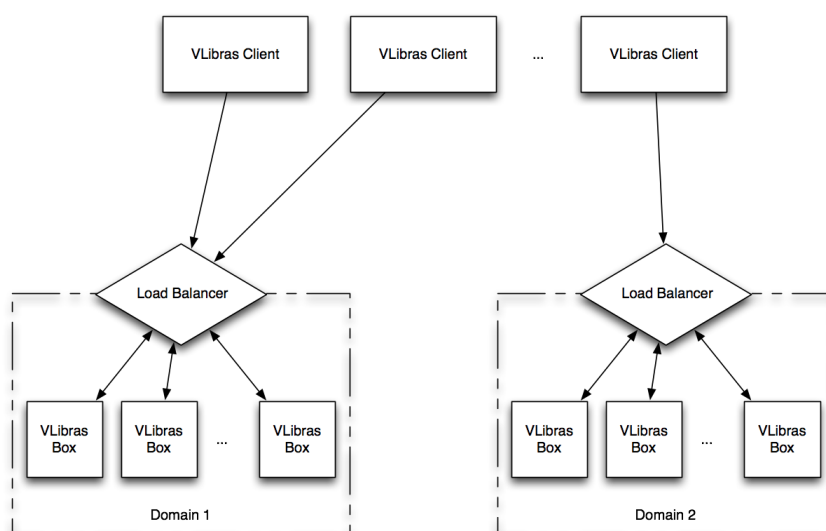 VLibras Client
VLibras Client
...
VLibras Client
Load Balancer
Load Balancer
VLibras
Box
VLibras
Box
...
VLibras
Box
VLibras
Box
VLibras
Box
...
VLibras
Box
Domain 1
Domain 2